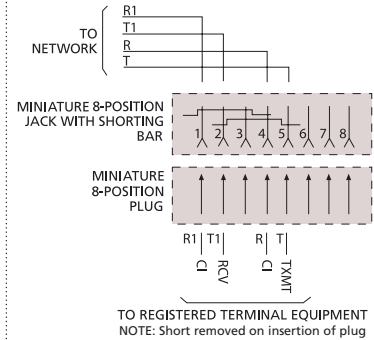 R1
T1
R
T
TO
NETWORK
MINIATURE 8-POSITION
JACK WITH SHORTING
BAR
1 2 3 4 5 6 7 8
MINIATURE
8-POSITION
PLUG
R1 T1 R T
CI RCV CI TXMT
TO REGISTERED TERMINAL EQUIPMENT
NOTE: Short removed on insertion of plug